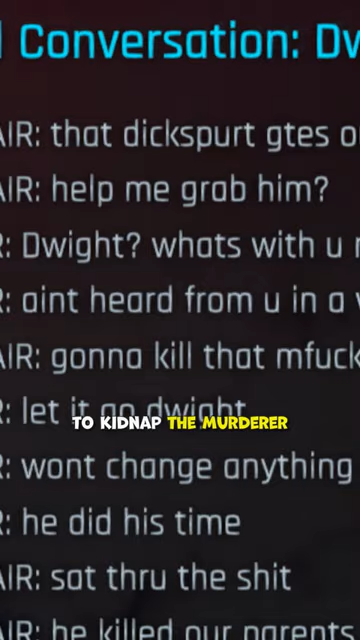 Conversation: Dw
AIR: that dickspurt gtes o
AIR: help me grab him?
R: Dwight? whats with u r
R: aint heard from u in a
AIR: gonna kill that mfuck
R: let it go dwight
TO KIDNAP THE MURDERER
R: wont change anything
R: he did his time
AIR: sat thru the shit
AIR: he killed our parents